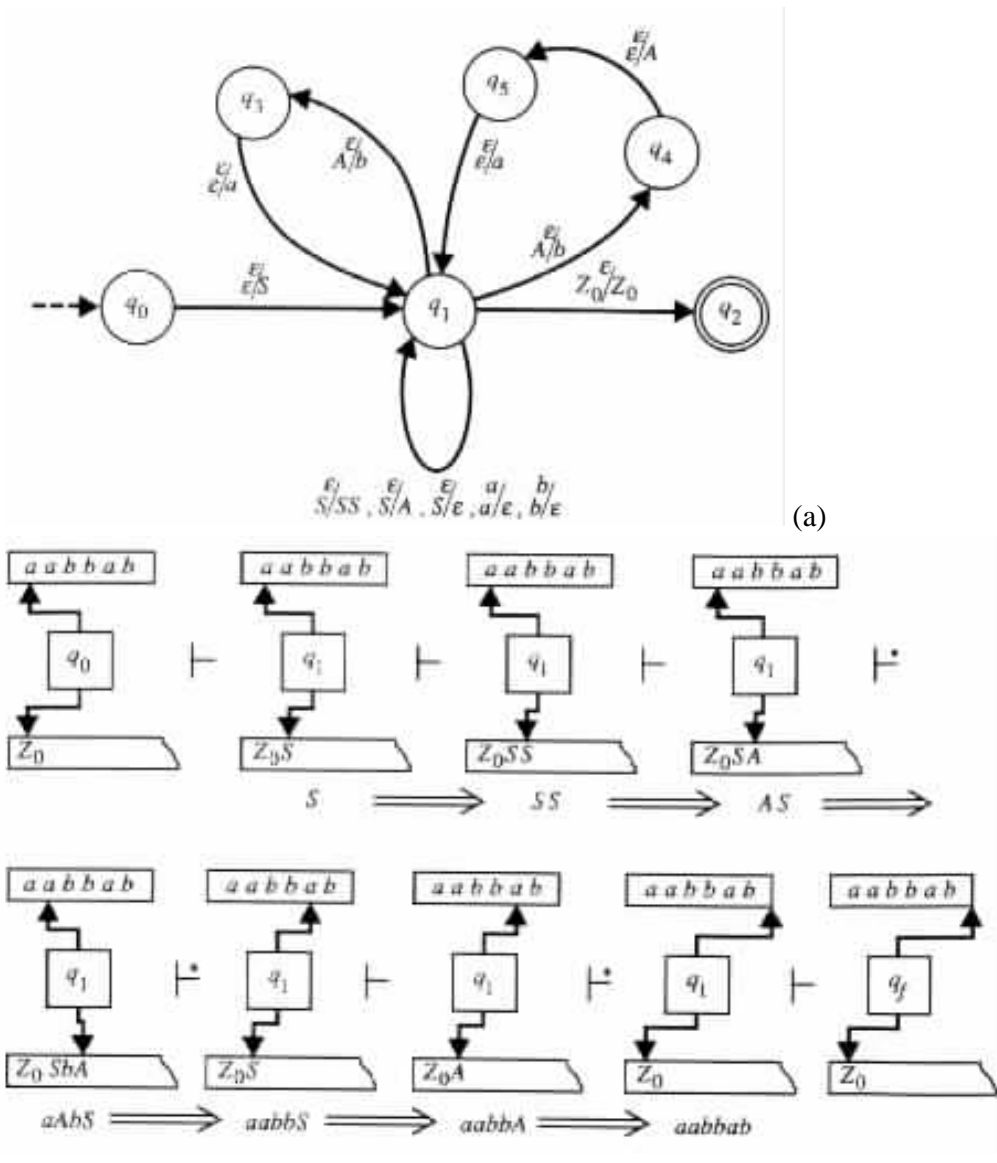 ε/
ε/A
q5
q3
q4
ε/
A/b
ε/
ε/a
ε/
ε/a
ε/
A/b
ε/
ε/S
ε/
Z0/Z0
q0
q1
q2
ε/ S/SS , ε/ S/A , ε/ S/ε , a/ a/ε , b/ b/ε
(a)
a a b b a b a a b b a b a a b b a b a a b b a b
q0 ⊢ q1 ⊢ q1 ⊢ q1 ⊢*
Z0 Z0S Z0SS Z0SA
S ⟹ SS ⟹ AS ⟹
a a b b a b a a b b a b a a b b a b a a b b a b a a b b a b
q1 ⊢* q1 ⊢ q1 ⊢* q1 ⊢ qf
Z0 SbA Z0S Z0A Z0 Z0
aAbS ⟹ aabbS ⟹ aabbA ⟹ aabbab